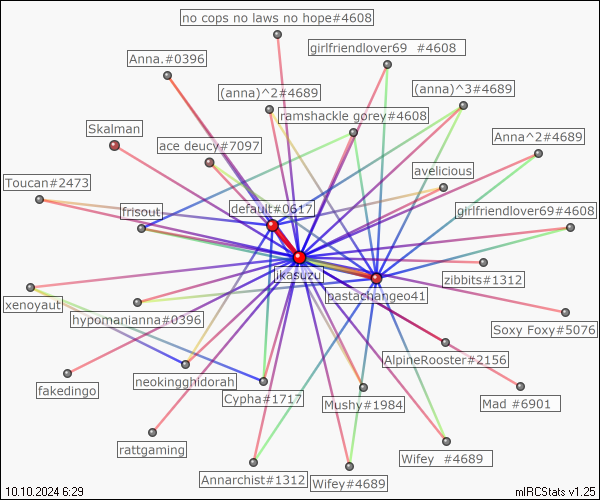 no cops no laws no hope#4608
girlfriendlover69 #4608
Anna.#0396
(anna)^2#4689
(anna)^3#4689
ramshackle gorey#4608
Skalman
ace deucy#7097
Anna^2#4689
avelicious
Toucan#2473
frisout
default#0617
girlfriendlover69#4608
jikasuzu
zibbits#1312
pastachangeo41
xenoyaut
hypomanianna#0396
Soxy Foxy#5076
AlpineRooster#2156
fakedingo
neokingghidorah
Cypha#1717
Mushy#1984
Mad #6901
rattgaming
Wifey #4689
Annarchist#1312
Wifey#4689
10.10.2024 6:29
mIRCStats v1.25